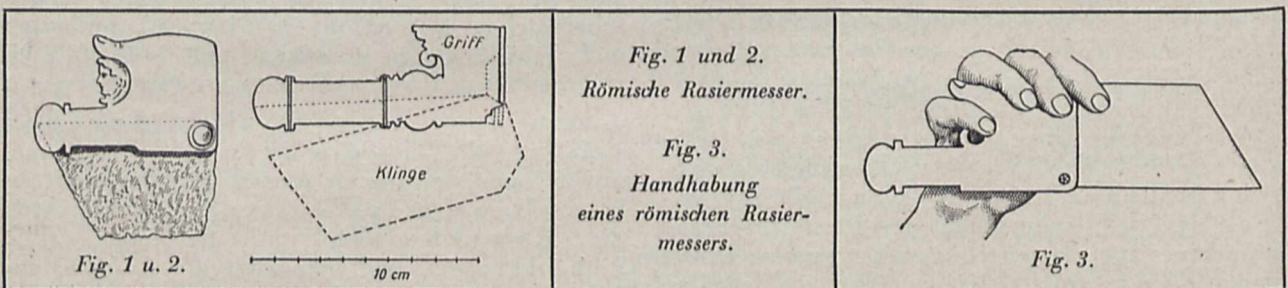 Griff
Klinge
Fig. 1 u. 2.
10 cm
Fig. 1 und 2.
Römische Rasiermesser.
Fig. 3.
Handhabung
eines römischen Rasier-
messers.
Fig. 3.